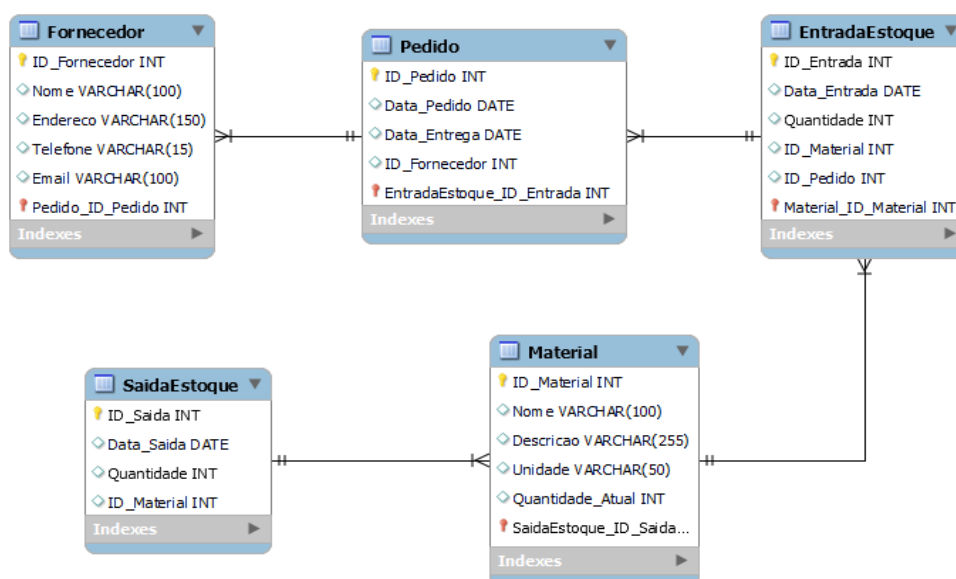 Fornecedor
ID_Fornecedor INT
Nome VARCHAR(100)
Endereco VARCHAR(150)
Telefone VARCHAR(15)
Email VARCHAR(100)
Pedido_ID_Pedido INT
Indexes
Pedido
ID_Pedido INT
Data_Pedido DATE
Data_Entrega DATE
ID_Fornecedor INT
EntradaEstoque_ID_Entrada INT
Indexes
EntradaEstoque
ID_Entrada INT
Data_Entrada DATE
Quantidade INT
ID_Material INT
ID_Pedido INT
Material_ID_Material INT
Indexes
SaidaEstoque
ID_Saida INT
Data_Saida DATE
Quantidade INT
ID_Material INT
Indexes
Material
ID_Material INT
Nome VARCHAR(100)
Descricao VARCHAR(255)
Unidade VARCHAR(50)
Quantidade_Atual INT
SaidaEstoque_ID_Saida...
Indexes